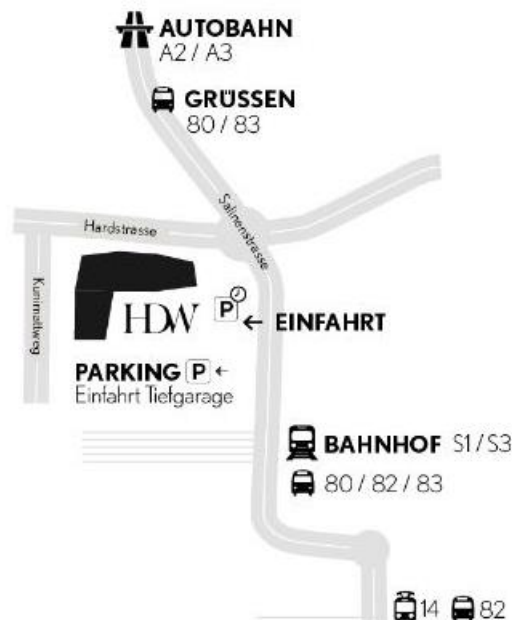 AUTOBAHN
A2 / A3
GRÜSSEN
80 / 83
Salinenstrasse
Hardstrasse
Kunimattweg
HDW
P
← EINFAHRT
PARKING P ←
Einfahrt Tiefgarage
BAHNHOF S1 / S3
80 / 82 / 83
14 82